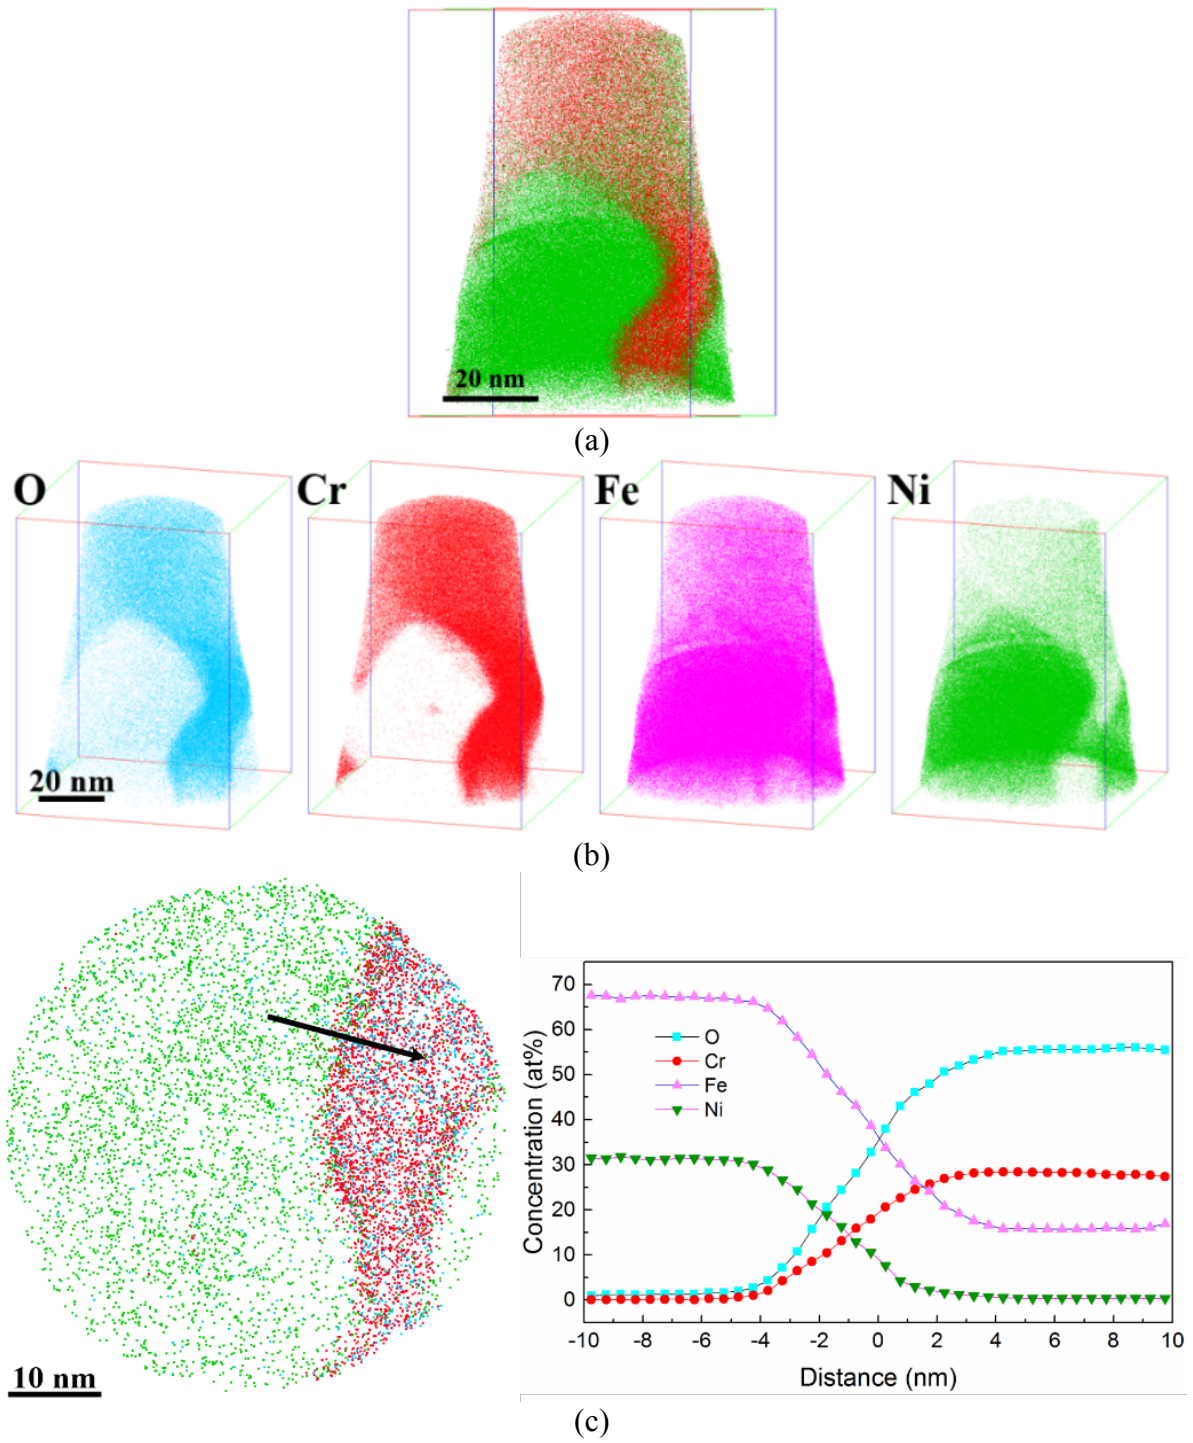 20 nm
(a)
O Cr Fe Ni
20 nm
(b)
10 nm
Concentration (at%)
70
60
50
40
30
20
10
0
O
Cr
Fe
Ni
-10 -8 -6 -4 -2 0 2 4 6 8 10
Distance (nm)
(c)